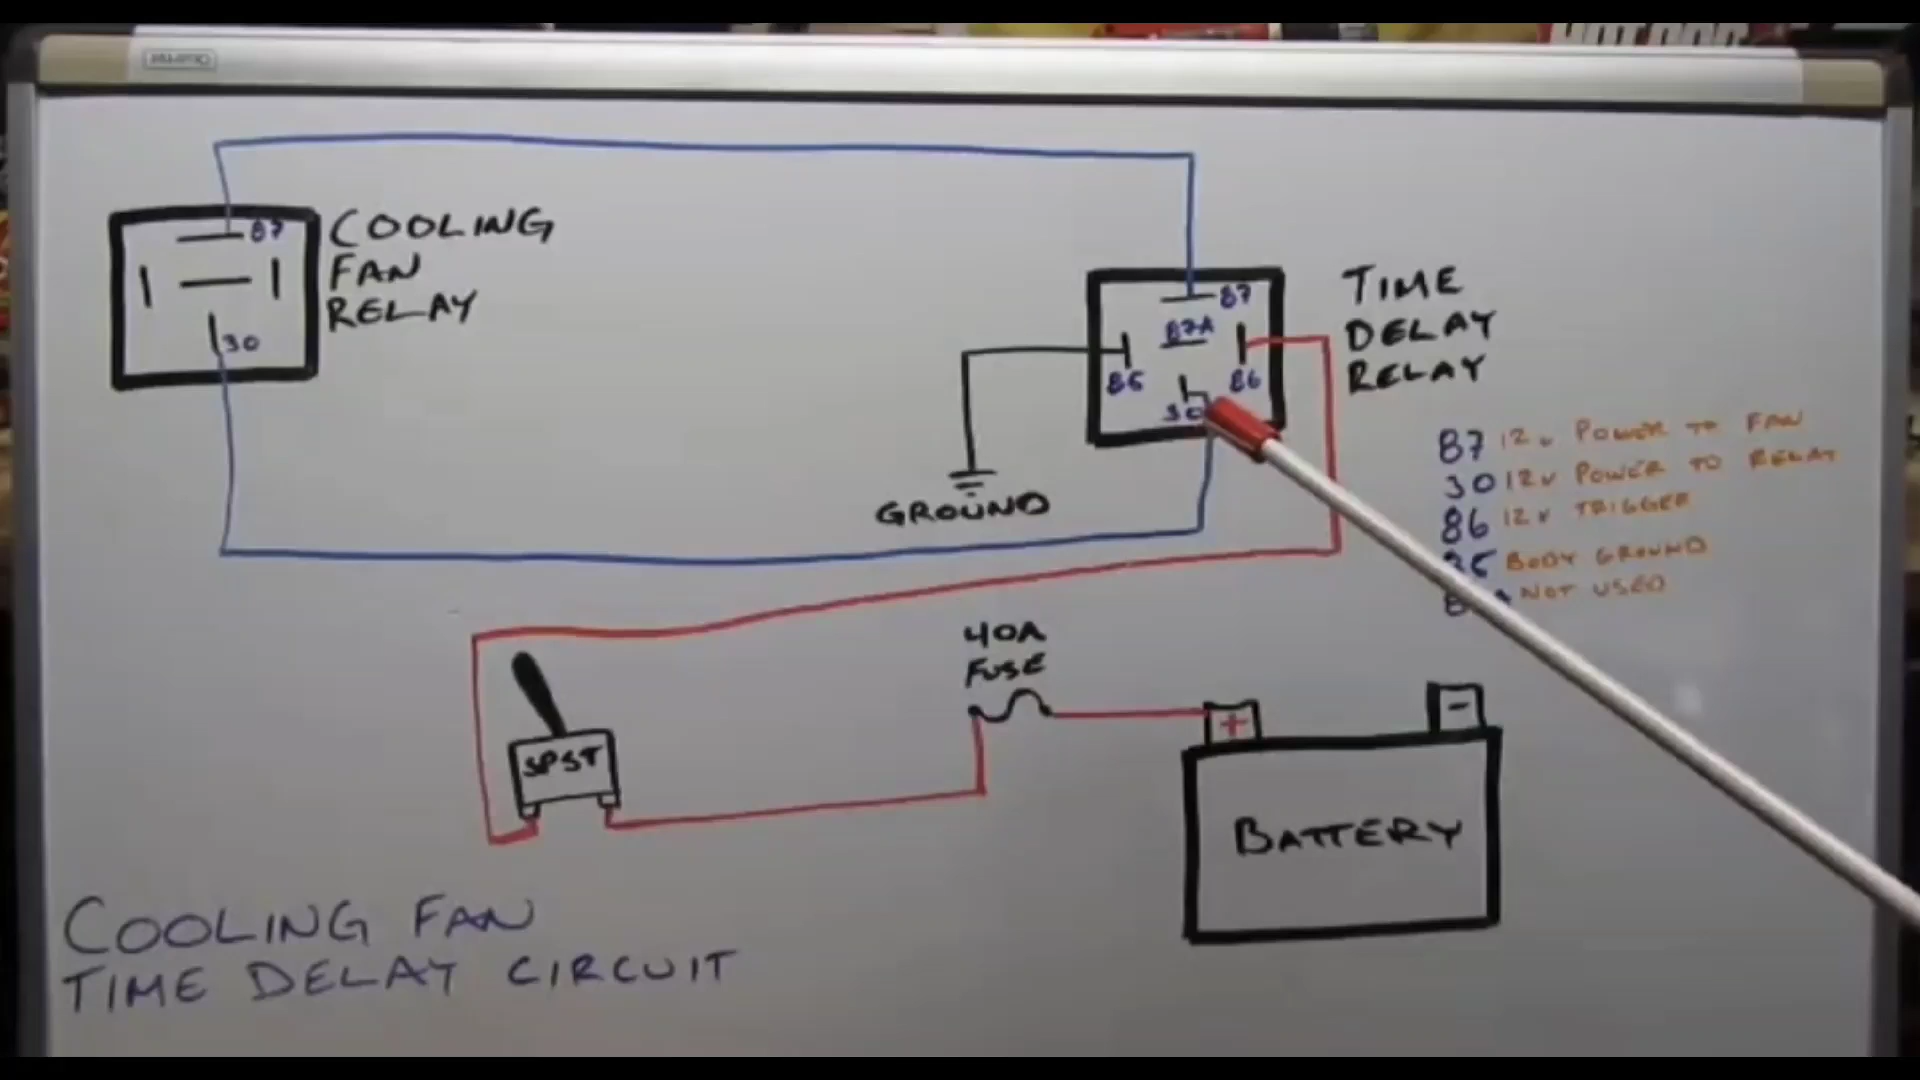 87
COOLING
FAN
RELAY
30
87
87A
85
86
30
TIME
DELAY
RELAY
GROUND
87 12V POWER TO FAN
30 12V POWER TO RELAY
86 12V TRIGGER
85 BODY GROUND
NOT USED
40A
FUSE
SPST
+
-
BATTERY
COOLING FAN
TIME DELAY CIRCUIT